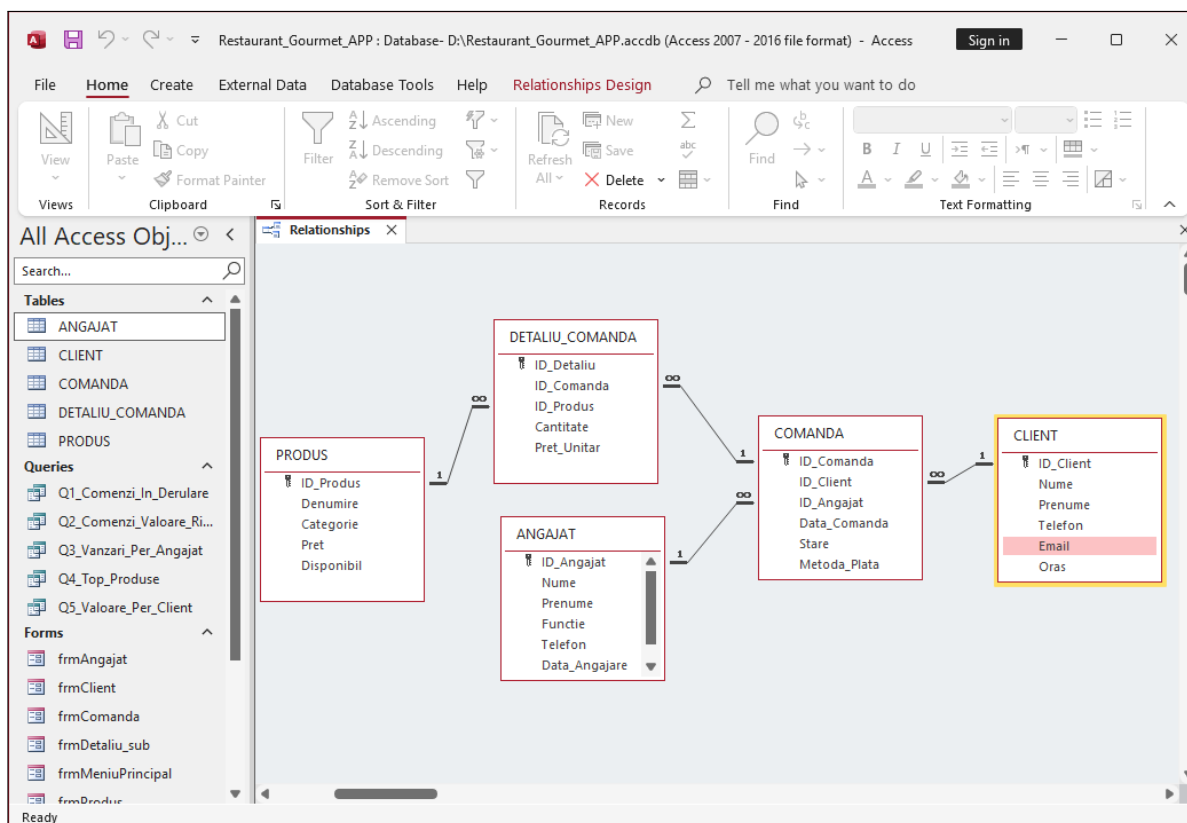 Restaurant_Gourmet_APP : Database- D:\Restaurant_Gourmet_APP.accdb (Access 2007 - 2016 file format) - Access
Sign in
File Home Create External Data Database Tools Help Relationships Design Tell me what you want to do
View
Paste
Cut
Copy
Format Painter
Filter
Ascending
Descending
Remove Sort
Refresh All
New
Save
Delete
Find
Views Clipboard Sort & Filter Records Find Text Formatting
All Access Obj...
Search...
Tables
ANGAJAT
CLIENT
COMANDA
DETALIU_COMANDA
PRODUS
Queries
Q1_Comenzi_In_Derulare
Q2_Comenzi_Valoare_Ri...
Q3_Vanzari_Per_Angajat
Q4_Top_Produse
Q5_Valoare_Per_Client
Forms
frmAngajat
frmClient
frmComanda
frmDetaliu_sub
frmMeniuPrincipal
frmProdus
Relationships
PRODUS
ID_Produs
Denumire
Categorie
Pret
Disponibil
1
∞
DETALIU_COMANDA
ID_Detaliu
ID_Comanda
ID_Produs
Cantitate
Pret_Unitar
∞
1
ANGAJAT
ID_Angajat
Nume
Prenume
Functie
Telefon
Data_Angajare
1
∞
COMANDA
ID_Comanda
ID_Client
ID_Angajat
Data_Comanda
Stare
Metoda_Plata
∞
1
CLIENT
ID_Client
Nume
Prenume
Telefon
Email
Oras
Ready